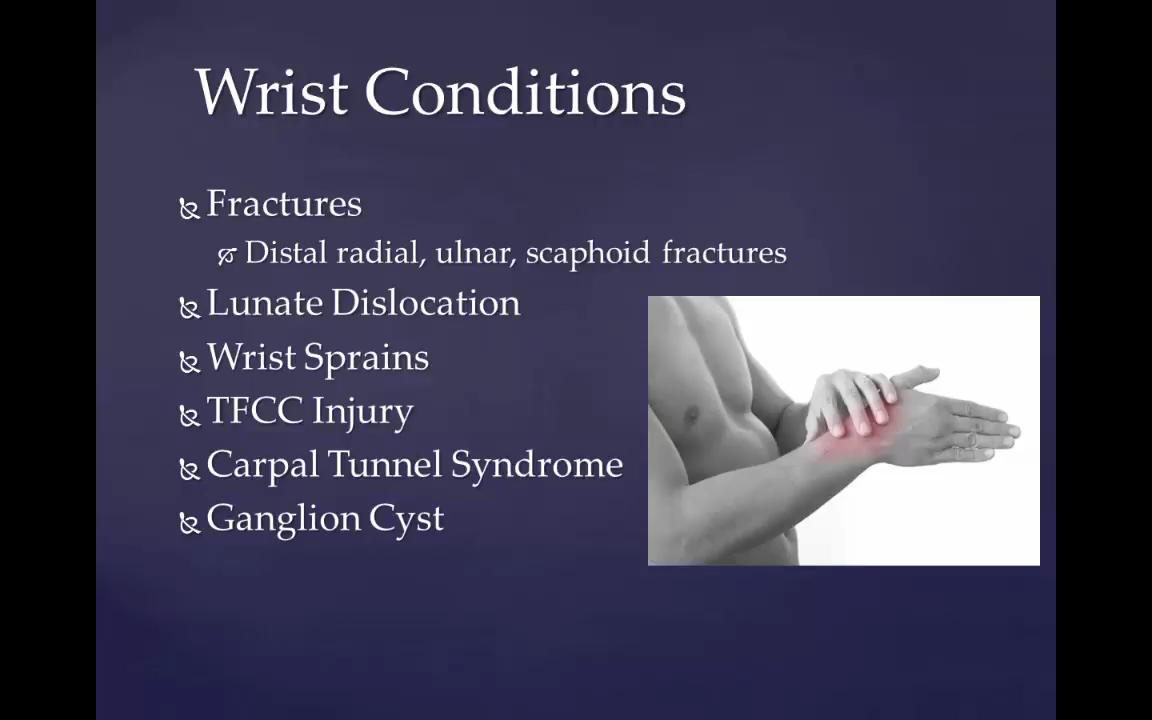 Wrist Conditions
Fractures
Distal radial, ulnar, scaphoid fractures
Lunate Dislocation
Wrist Sprains
TFCC Injury
Carpal Tunnel Syndrome
Ganglion Cyst